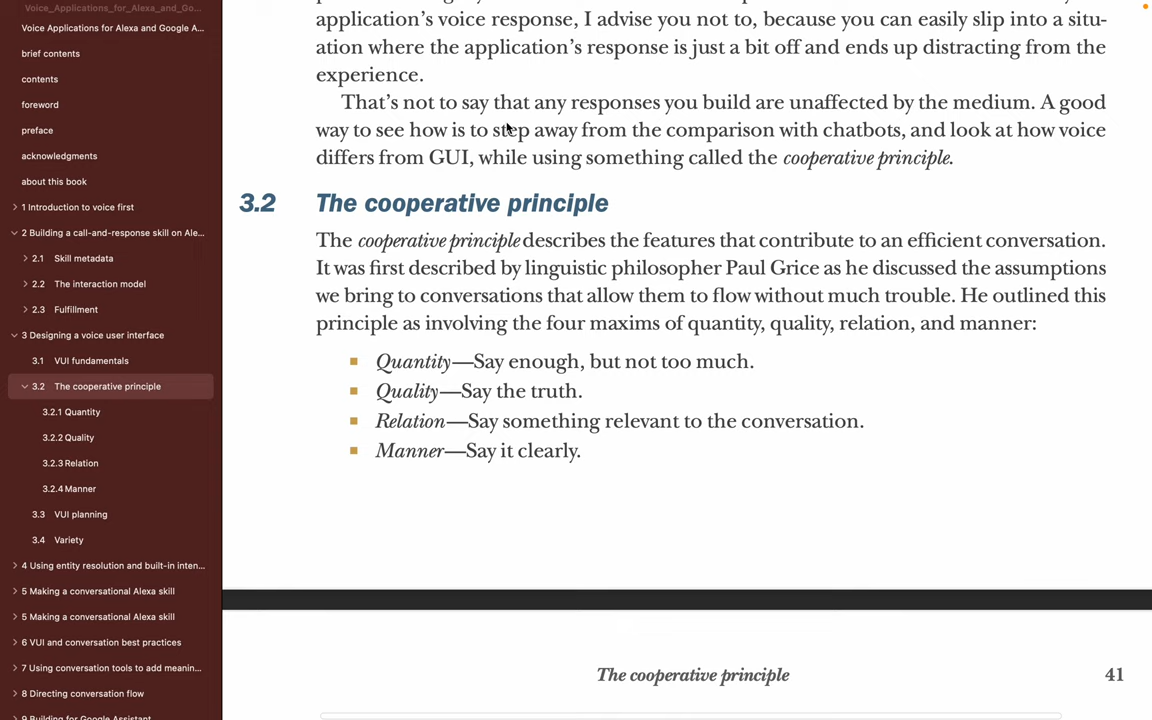 Voice_Applications_for_Alexa_and_Go...
Voice Applications for Alexa and Google A...
brief contents
contents
foreword
preface
acknowledgments
about this book
1 Introduction to voice first
2 Building a call-and-response skill on Ale...
2.1 Skill metadata
2.2 The interaction model
2.3 Fulfillment
3 Designing a voice user interface
3.1 VUI fundamentals
3.2 The cooperative principle
3.2.1 Quantity
3.2.2 Quality
3.2.3 Relation
3.2.4 Manner
3.3 VUI planning
3.4 Variety
4 Using entity resolution and built-in inten...
5 Making a conversational Alexa skill
5 Making a conversational Alexa skill
6 VUI and conversation best practices
7 Using conversation tools to add meanin...
8 Directing conversation flow
9 Building for Google Assistant
application’s voice response, I advise you not to, because you can easily slip into a situ-
ation where the application’s response is just a bit off and ends up distracting from the
experience.
That’s not to say that any responses you build are unaffected by the medium. A good
way to see how is to step away from the comparison with chatbots, and look at how voice
differs from GUI, while using something called the cooperative principle.
3.2 The cooperative principle
The cooperative principle describes the features that contribute to an efficient conversation.
It was first described by linguistic philosopher Paul Grice as he discussed the assumptions
we bring to conversations that allow them to flow without much trouble. He outlined this
principle as involving the four maxims of quantity, quality, relation, and manner:
Quantity—Say enough, but not too much.
Quality—Say the truth.
Relation—Say something relevant to the conversation.
Manner—Say it clearly.
The cooperative principle 41